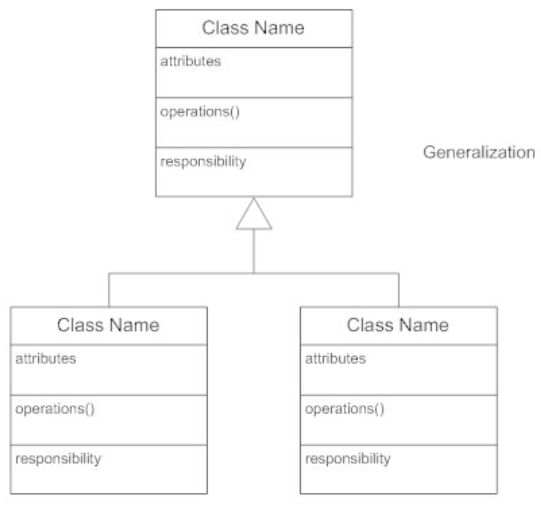 Class Name
attributes
operations()
responsibility
Generalization
Class Name
attributes
operations()
responsibility
Class Name
attributes
operations()
responsibility